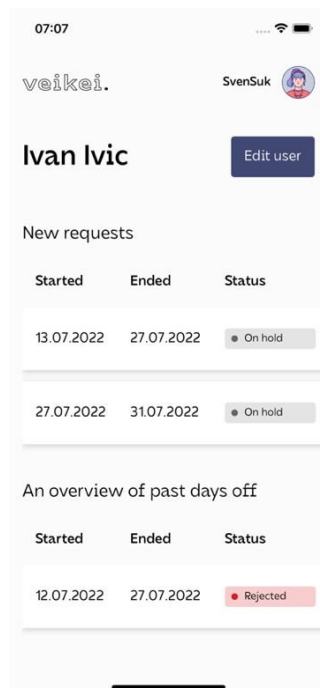 07:07
veikei.
SvenSuk
Ivan Ivic
Edit user
New requests
Started Ended Status
13.07.2022 27.07.2022 On hold
27.07.2022 31.07.2022 On hold
An overview of past days off
Started Ended Status
12.07.2022 27.07.2022 Rejected